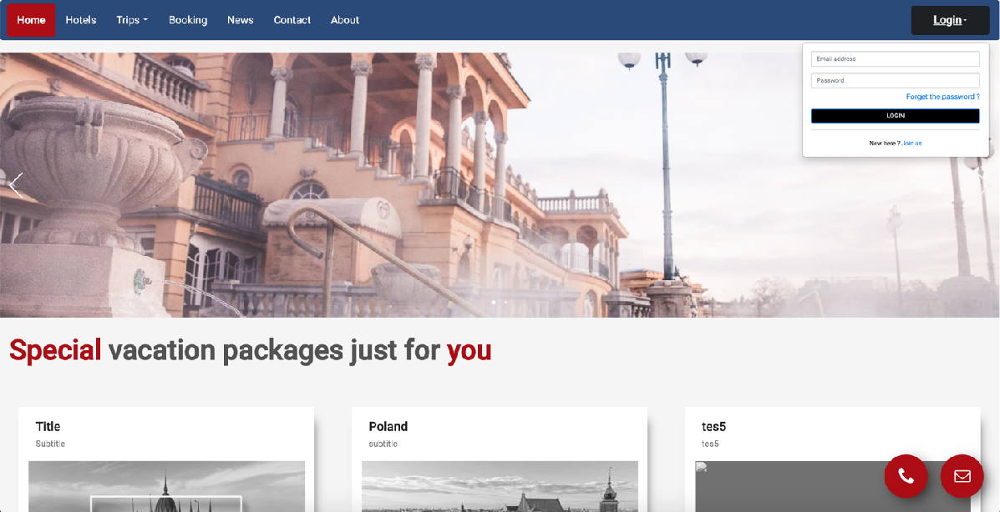 Home Hotels Trips Booking News Contact About Login
Email address
Password
Forget the password ?
LOGIN
New here ? Join us
Special vacation packages just for you
Title
Subtitle
Poland
subtitle
tes5
tes5